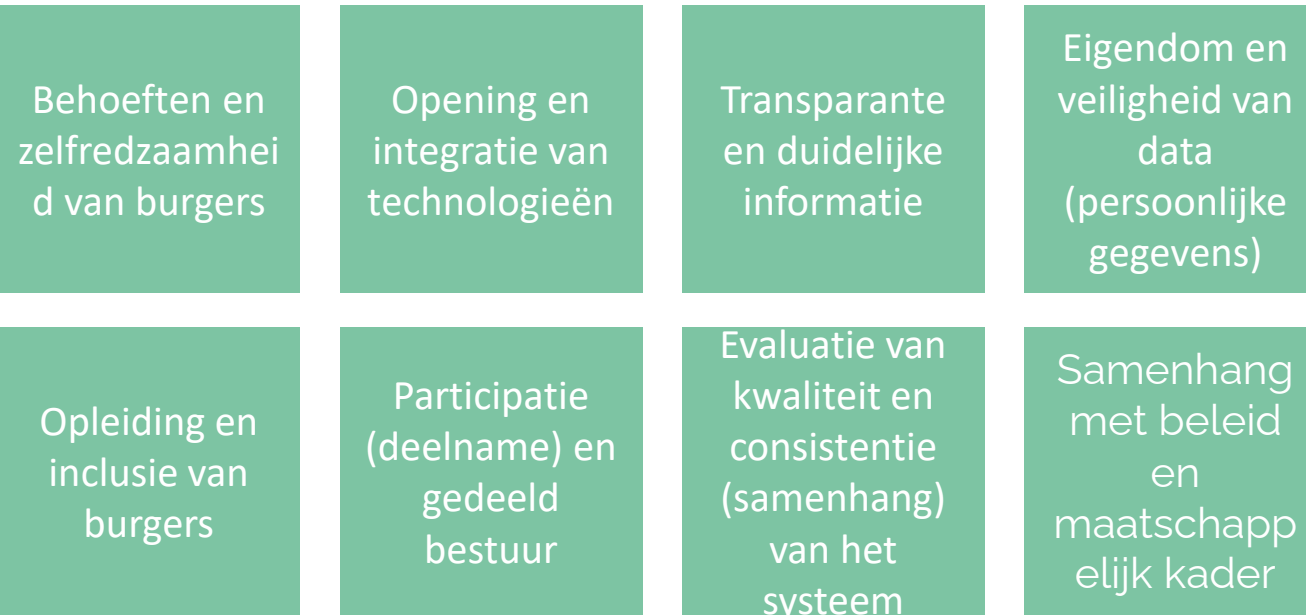 Behoeften en
zelfredzaamhei
d van burgers
Opening en
integratie van
technologieën
Transparante
en duidelijke
informatie
Eigendom en
veiligheid van
data
(persoonlijke
gegevens)
Opleiding en
inclusie van
burgers
Participatie
(deelname) en
gedeeld
bestuur
Evaluatie van
kwaliteit en
consistentie
(samenhang)
van het
systeem
Samenhang
met beleid
en
maatschapp
elijk kader